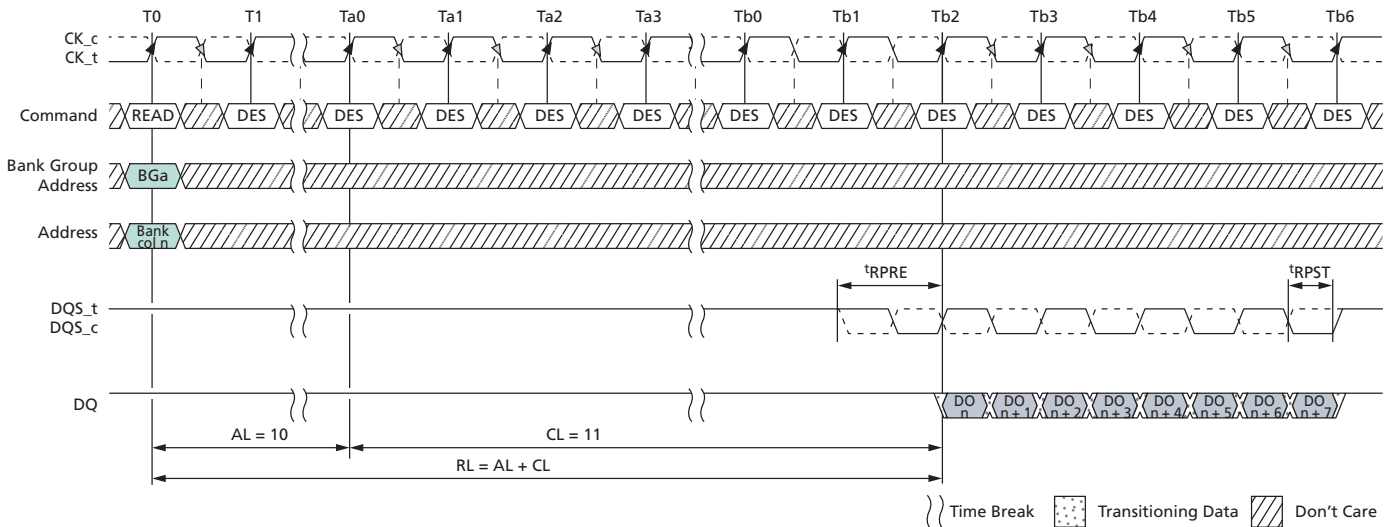 T0 T1 Ta0 Ta1 Ta2 Ta3 Tb0 Tb1 Tb2 Tb3 Tb4 Tb5 Tb6
CK_c
CK_t
Command READ DES DES DES DES DES DES DES DES DES DES DES DES
Bank Group
Address
BGa
Address
Bank
col n
tRPRE
tRPST
DQS_t
DQS_c
DQ
DO
n
DO
n + 1
DO
n + 2
DO
n + 3
DO
n + 4
DO
n + 5
DO
n + 6
DO
n + 7
AL = 10
CL = 11
RL = AL + CL
Time Break
Transitioning Data
Don't Care